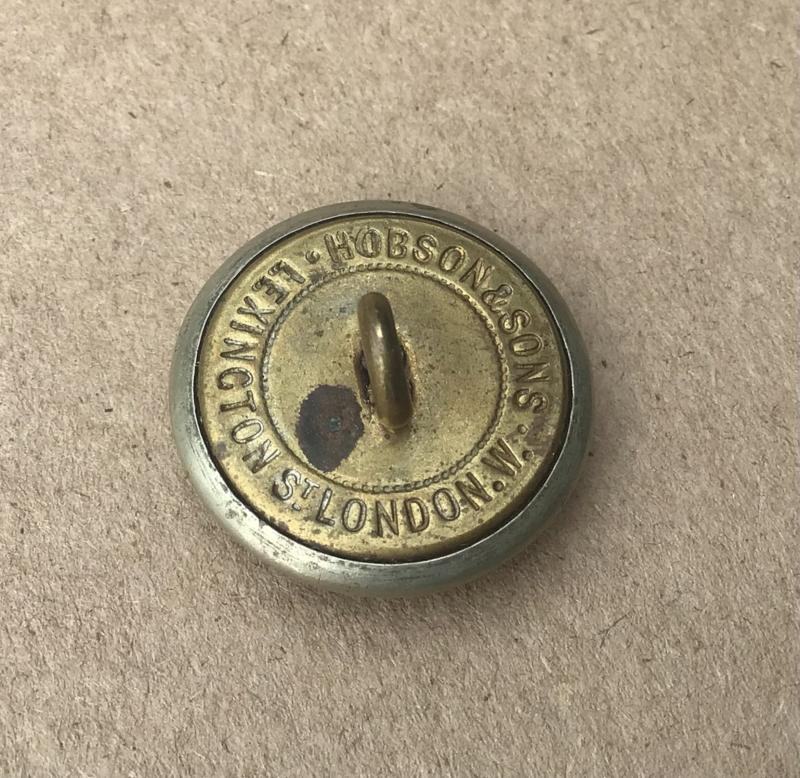 · HOBSON & SONS ·
LEXINGTON ST LONDON. W.